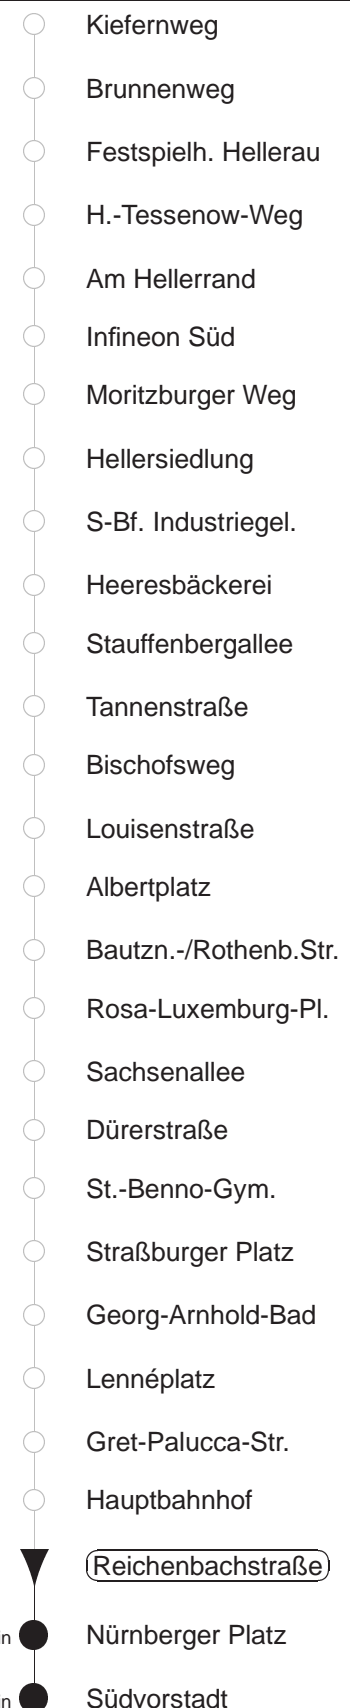 Kiefernweg
Brunnenweg
Festspielh. Hellerau
H.-Tessenow-Weg
Am Hellerrand
Infineon Süd
Moritzburger Weg
Hellersiedlung
S-Bf. Industriegel.
Heeresbäckerei
Stauffenbergallee
Tannenstraße
Bischofsweg
Louisenstraße
Albertplatz
Bautzn.-/Rothenb.Str.
Rosa-Luxemburg-Pl.
Sachsenallee
Dürerstraße
St.-Benno-Gym.
Straßburger Platz
Georg-Arnhold-Bad
Lennéplatz
Gret-Palucca-Str.
Hauptbahnhof
Reichenbachstraße
Nürnberger Platz
Südvorstadt